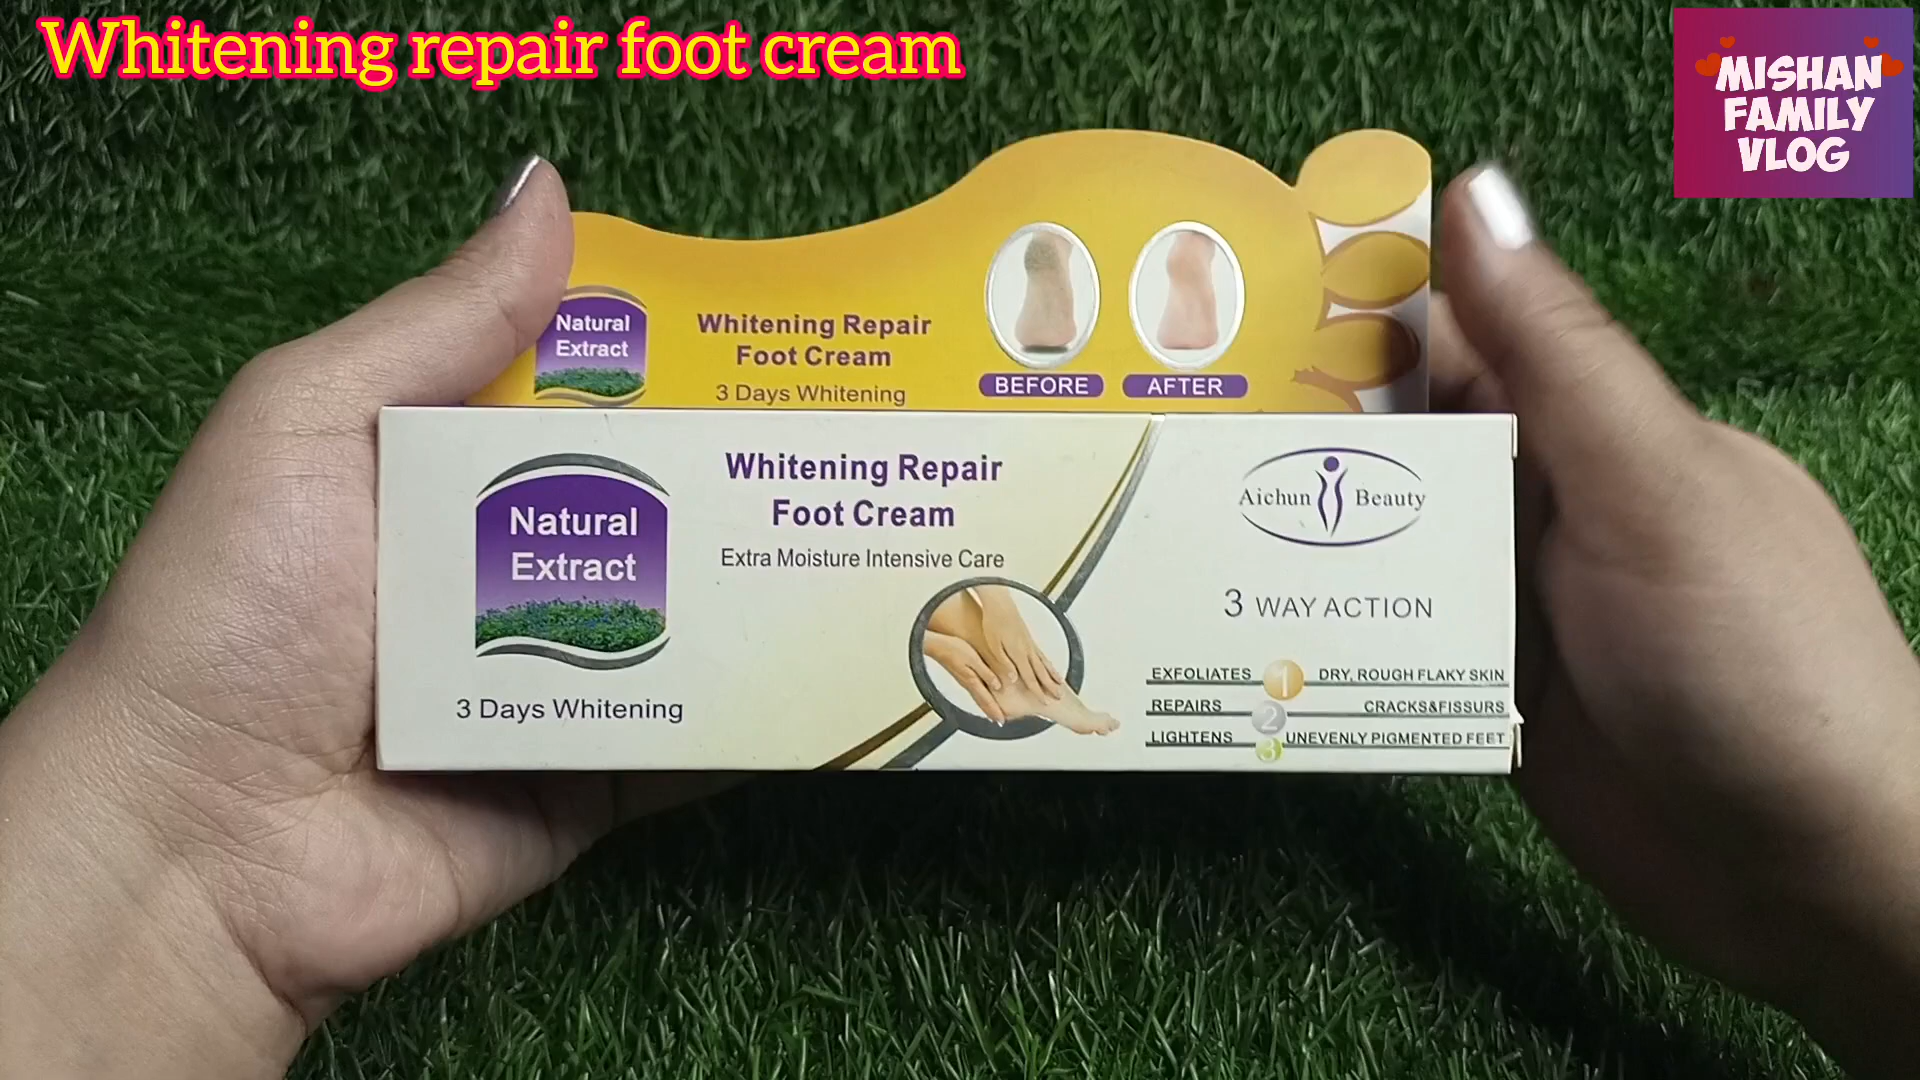 Whitening repair foot cream
MISHAN
FAMILY
VLOG
Natural
Extract
Whitening Repair
Foot Cream
3 Days Whitening
BEFORE
AFTER
Natural
Extract
3 Days Whitening
Whitening Repair
Foot Cream
Extra Moisture Intensive Care
Aichun Beauty
3 WAY ACTION
EXFOLIATES 1 DRY, ROUGH FLAKY SKIN
REPAIRS 2 CRACKS&FISSURS
LIGHTENS 3 UNEVENLY PIGMENTED FEET